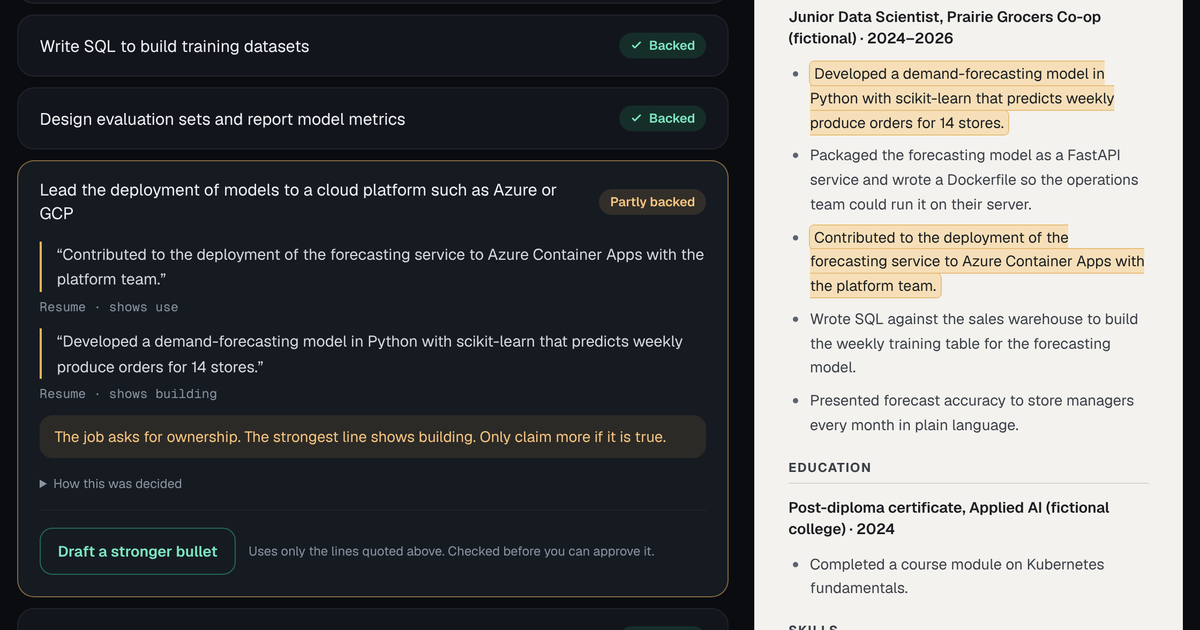 Write SQL to build training datasets
✓ Backed
Design evaluation sets and report model metrics
✓ Backed
Lead the deployment of models to a cloud platform such as Azure or
GCP
Partly backed
“Contributed to the deployment of the forecasting service to Azure Container Apps with the
platform team.”
Resume · shows use
“Developed a demand-forecasting model in Python with scikit-learn that predicts weekly
produce orders for 14 stores.”
Resume · shows building
The job asks for ownership. The strongest line shows building. Only claim more if it is true.
How this was decided
Draft a stronger bullet
Uses only the lines quoted above. Checked before you can approve it.
Junior Data Scientist, Prairie Grocers Co-op
(fictional) · 2024–2026
Developed a demand-forecasting model in
Python with scikit-learn that predicts weekly
produce orders for 14 stores.
Packaged the forecasting model as a FastAPI
service and wrote a Dockerfile so the operations
team could run it on their server.
Contributed to the deployment of the
forecasting service to Azure Container Apps with
the platform team.
Wrote SQL against the sales warehouse to build
the weekly training table for the forecasting
model.
Presented forecast accuracy to store managers
every month in plain language.
EDUCATION
Post-diploma certificate, Applied AI (fictional
college) · 2024
Completed a course module on Kubernetes
fundamentals.
SKILLS